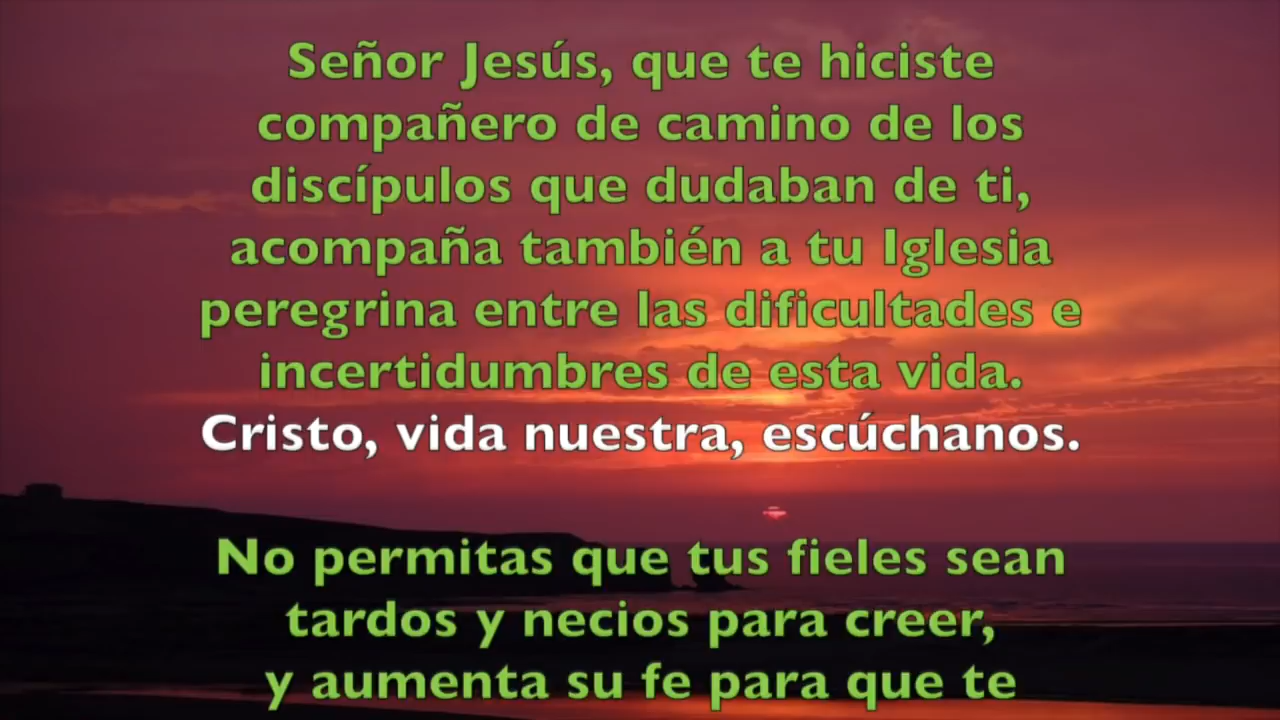 Señor Jesús, que te hiciste
compañero de camino de los
discípulos que dudaban de ti,
acompaña también a tu Iglesia
peregrina entre las dificultades e
incertidumbres de esta vida.
Cristo, vida nuestra, escúchanos.
No permitas que tus fieles sean
tardos y necios para creer,
y aumenta su fe para que te